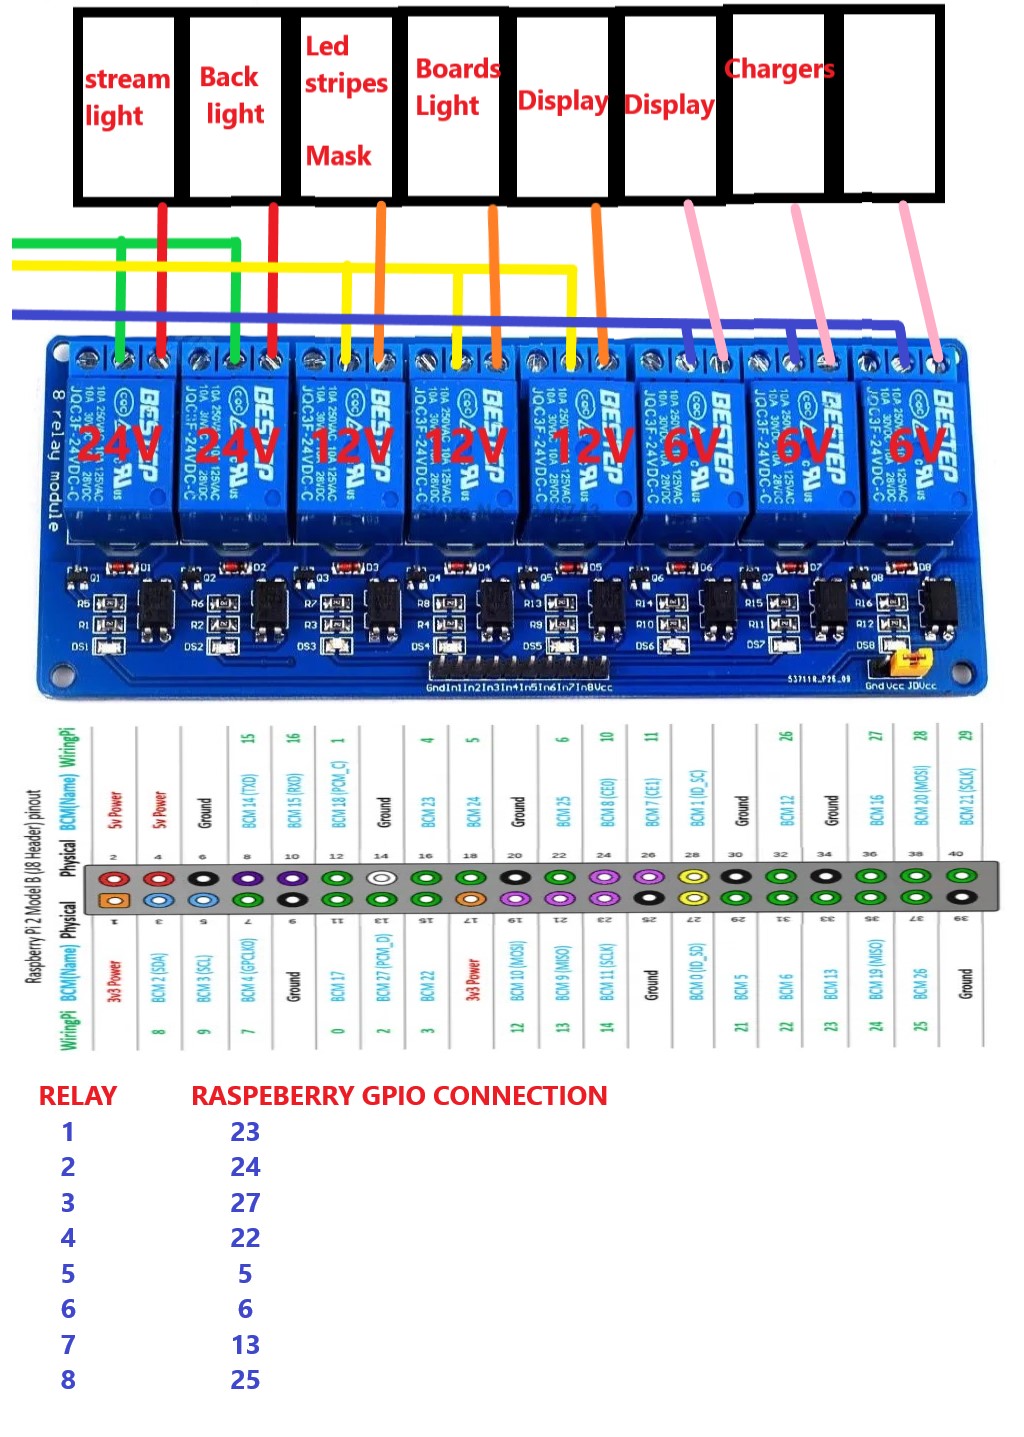 stream
light
Back
light
Led
stripes
Mask
Boards
Light
Display
Display
Chargers
24V
24V
12V
12V
12V
6V
6V
6V
BESTEP
BESTEP
BESTEP
BESTEP
BESTEP
BESTEP
BESTEP
BESTEP
8 relay module
Q1 D1 Q2 D2 Q3 D3 Q4 D4 Q5 D5 Q6 D6 Q7 D7 Q8 D8
R5 R6 R7 R8 R13 R14 R15 R16
R1 R2 R3 R4 R9 R10 R11 R12
DS1 DS2 DS3 DS4 DS5 DS6 DS7 DS8
GndIn1In2In3In4In5In6In7In8Vcc
Gnd Vcc JDVcc
Raspberry Pi 2 Model B (J8 Header) pinout
WiringPi 15 16 1 4 5 6 10 11 26 27 28 29
BCM(Name) 5v Power 5v Power Ground BCM 14 (TXD) BCM 15 (RXD) BCM 18 (PCM_C) Ground BCM 23 BCM 24 Ground BCM 25 BCM 8 (CE0) BCM 7 (CE1) BCM 1 (ID_SC) Ground BCM 12 Ground BCM 16 BCM 20 (MOSI) BCM 21 (SCLK)
Physical 2 4 6 8 10 12 14 16 18 20 22 24 26 28 30 32 34 36 38 40
Physical 1 3 5 7 9 11 13 15 17 19 21 23 25 27 29 31 33 35 37 39
BCM(Name) 3v3 Power BCM 2 (SDA) BCM 3 (SCL) BCM 4 (GPCLK0) Ground BCM 17 BCM 27 (PCM_D) BCM 22 3v3 Power BCM 10 (MOSI) BCM 9 (MISO) BCM 11 (SCLK) Ground BCM 0 (ID_SD) BCM 5 BCM 6 BCM 13 BCM 19 (MISO) BCM 26 Ground
WiringPi 8 9 7 0 2 3 12 13 14 21 22 23 24 25
RELAY RASPEBERRY GPIO CONNECTION
1 23
2 24
3 27
4 22
5 5
6 6
7 13
8 25